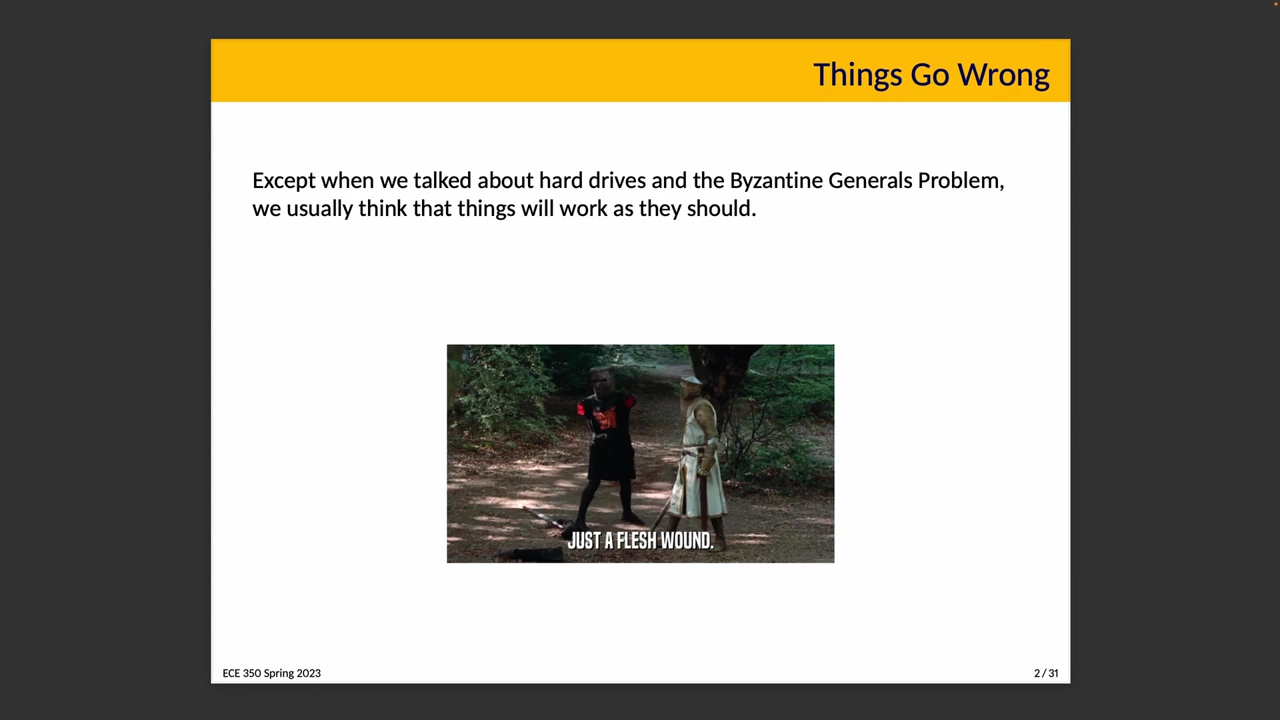 Things Go Wrong
Except when we talked about hard drives and the Byzantine Generals Problem,
we usually think that things will work as they should.
JUST A FLESH WOUND.
ECE 350 Spring 2023
2 / 31